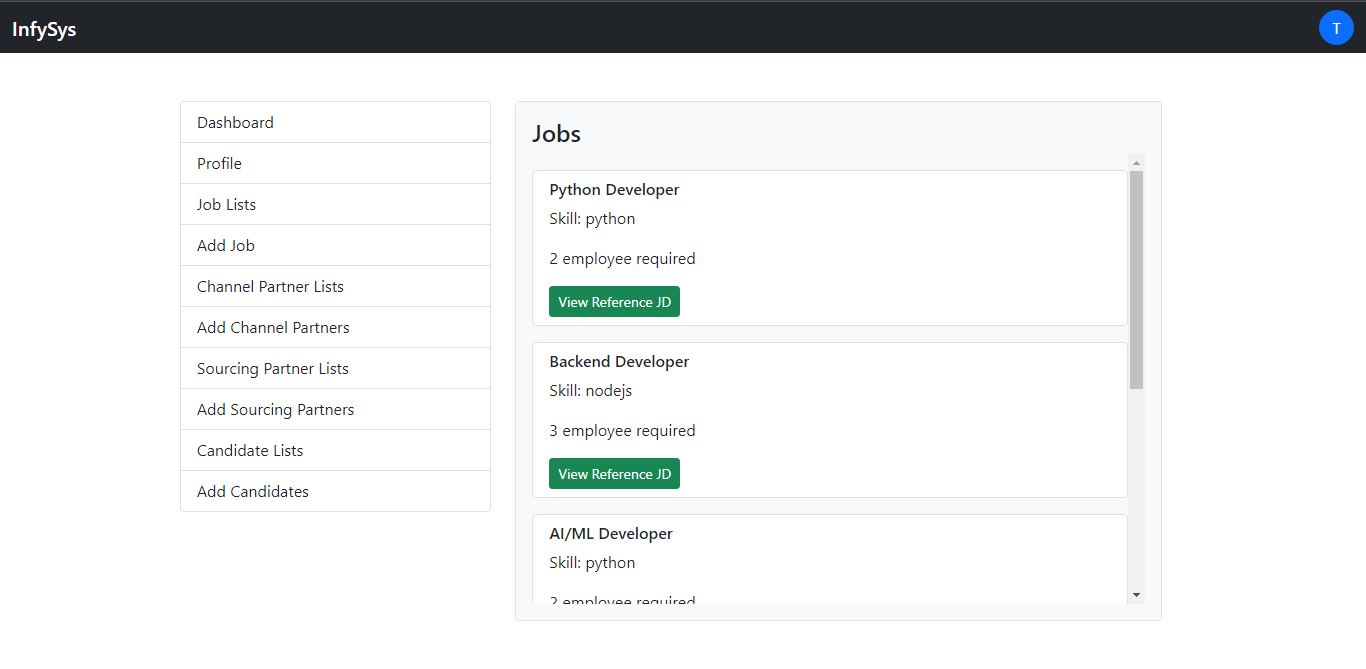 InfySys
T
Dashboard
Profile
Job Lists
Add Job
Channel Partner Lists
Add Channel Partners
Sourcing Partner Lists
Add Sourcing Partners
Candidate Lists
Add Candidates
Jobs
Python Developer
Skill: python
2 employee required
View Reference JD
Backend Developer
Skill: nodejs
3 employee required
View Reference JD
AI/ML Developer
Skill: python
2 employee required